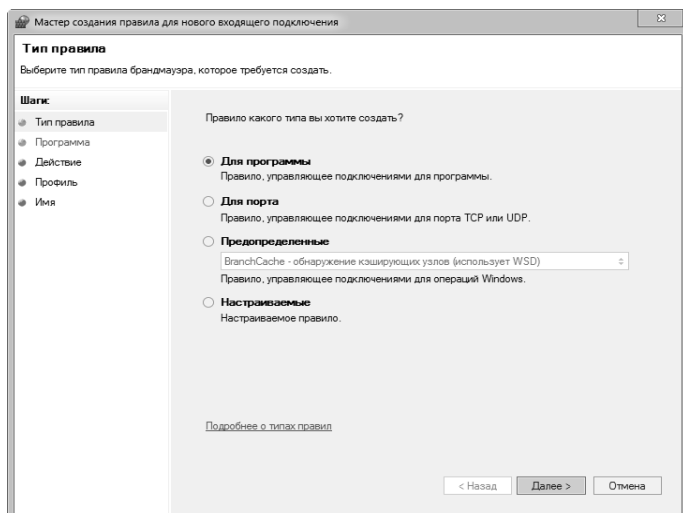 Мастер создания правила для нового входящего подключения
Тип правила
Выберите тип правила брандмауэра, которое требуется создать.
Шаги:
Тип правила
Программа
Действие
Профиль
Имя
Правило какого типа вы хотите создать?
Для программы
Правило, управляющее подключениями для программы.
Для порта
Правило, управляющее подключениями для порта TCP или UDP.
Предопределенные
BranchCache - обнаружение кэширующих узлов (использует WSD)
Правило, управляющее подключениями для операций Windows.
Настраиваемые
Настраиваемое правило.
Подробнее о типах правил
< Назад
Далее >
Отмена